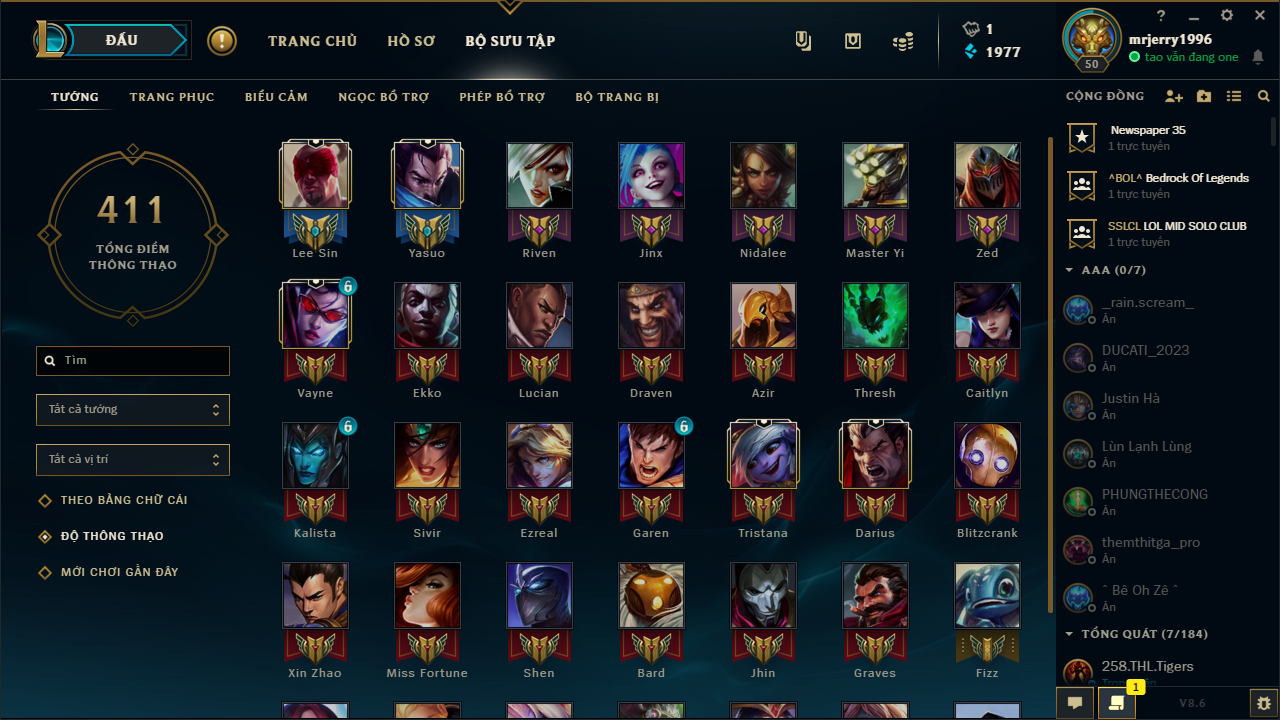 ĐẤU
TRANG CHỦ
HỒ SƠ
BỘ SƯU TẬP
1
1977
?
50
mrjerry1996
tao vẫn đang one
TƯỚNG
TRANG PHỤC
BIỂU CẢM
NGỌC BỔ TRỢ
PHÉP BỔ TRỢ
BỘ TRANG BỊ
411
TỔNG ĐIỂM
THÔNG THẠO
Tìm
Tất cả tướng
Tất cả vị trí
THEO BẢNG CHỮ CÁI
ĐỘ THÔNG THẠO
MỚI CHƠI GẦN ĐÂY
Lee Sin
Yasuo
Riven
Jinx
Nidalee
Master Yi
Zed
6
Vayne
Ekko
Lucian
Draven
Azir
Thresh
Caitlyn
6
6
Kalista
Sivir
Ezreal
Garen
Tristana
Darius
Blitzcrank
Xin Zhao
Miss Fortune
Shen
Bard
Jhin
Graves
Fizz
CỘNG ĐỒNG
Newspaper 35
1 trực tuyến
^BOL^ Bedrock Of Legends
1 trực tuyến
SSLCL LOL MID SOLO CLUB
1 trực tuyến
AAA (0/7)
_rain.scream_
Ẩn
DUCATI_2023
Ẩn
Justin Hà
Ẩn
Lùn Lạnh Lùng
Ẩn
PHUNGTHECONG
Ẩn
themthitga_pro
Ẩn
ˆ Bê Oh Zê ˆ
Ẩn
TỔNG QUÁT (7/184)
258.THL.Tigers
1
V8.6